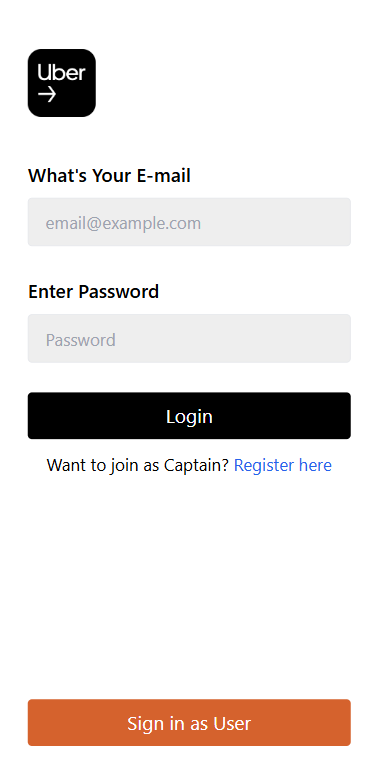 Uber
→
What's Your E-mail
email@example.com
Enter Password
Password
Login
Want to join as Captain? Register here
Sign in as User